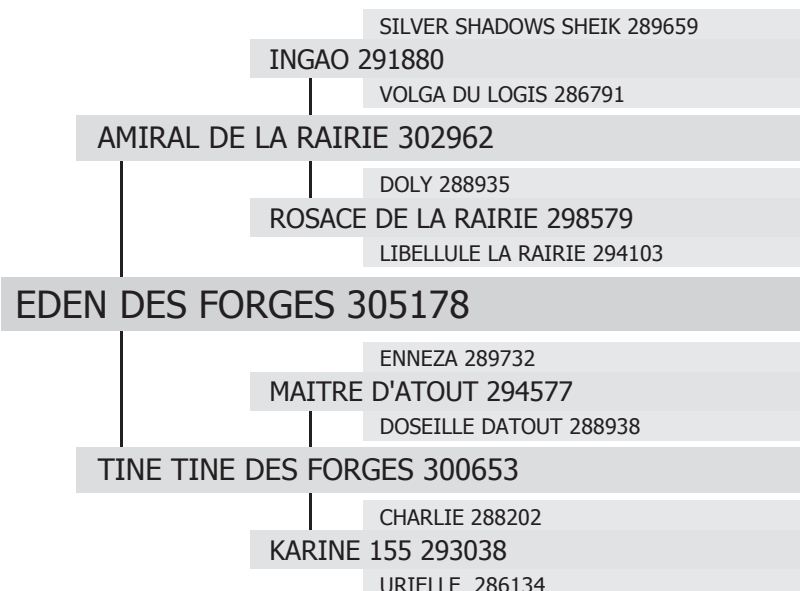 SILVER SHADOWS SHEIK 289659
INGAO 291880
VOLGA DU LOGIS 286791
AMIRAL DE LA RAIRIE 302962
DOLY 288935
ROSACE DE LA RAIRIE 298579
LIBELLULE LA RAIRIE 294103
EDEN DES FORGES 305178
ENNEZA 289732
MAITRE D'ATOUT 294577
DOSEILLE DATOUT 288938
TINE TINE DES FORGES 300653
CHARLIE 288202
KARINE 155 293038
URIELLE 286134